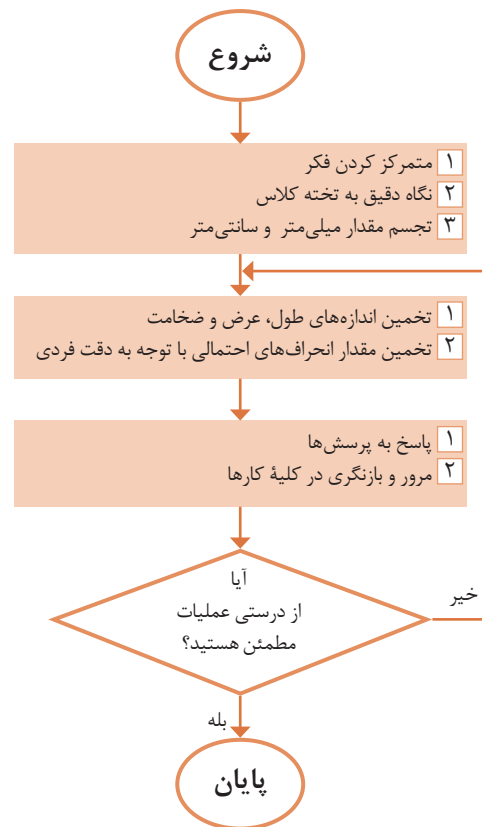 شروع
۱ متمرکز کردن فکر
۲ نگاه دقیق به تخته کلاس
۳ تجسم مقدار میلی‌متر و سانتی‌متر
۱ تخمین اندازه‌های طول، عرض و ضخامت
۲ تخمین مقدار انحراف‌های احتمالی با توجه به دقت فردی
۱ پاسخ به پرسش‌ها
۲ مرور و بازنگری در کلیهٔ کارها
آیا
از درستی عملیات
مطمئن هستید؟
خیر
بله
پایان